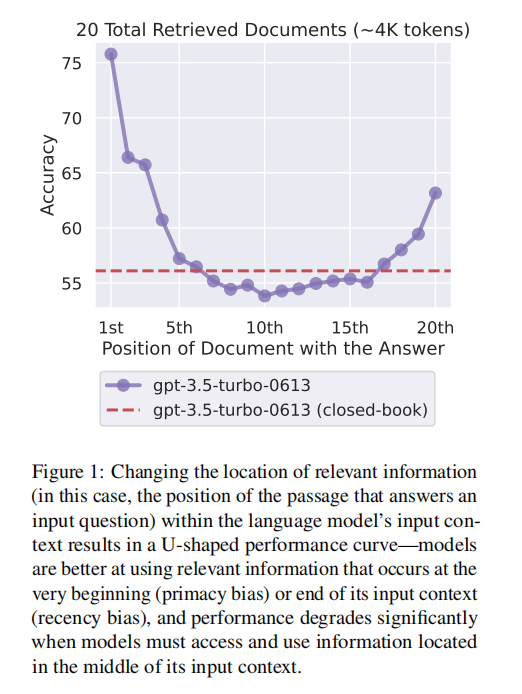 20 Total Retrieved Documents (~4K tokens)
75
70
65
60
55
Accuracy
1st 5th 10th 15th 20th
Position of Document with the Answer
gpt-3.5-turbo-0613
gpt-3.5-turbo-0613 (closed-book)
Figure 1: Changing the location of relevant information
(in this case, the position of the passage that answers an
input question) within the language model’s input con-
text results in a U-shaped performance curve—models
are better at using relevant information that occurs at the
very beginning (primacy bias) or end of its input context
(recency bias), and performance degrades significantly
when models must access and use information located
in the middle of its input context.